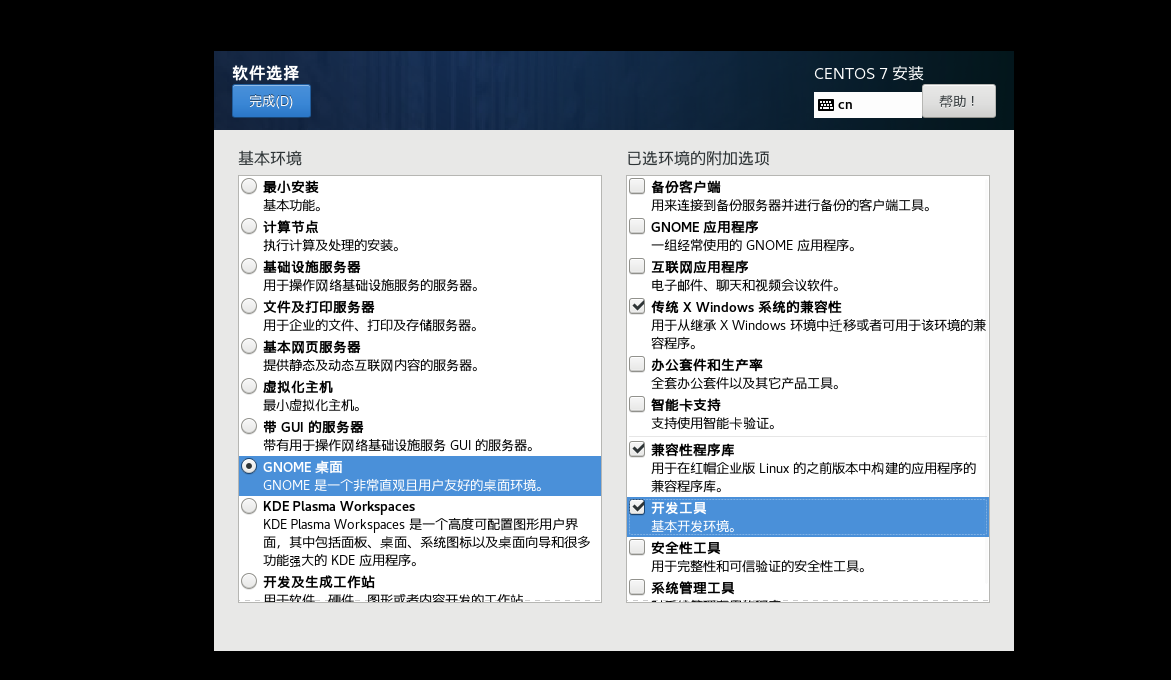 软件选择
完成(D)
CENTOS 7 安装
cn
帮助！
基本环境
最小安装
基本功能。
计算节点
执行计算及处理的安装。
基础设施服务器
用于操作网络基础设施服务的服务器。
文件及打印服务器
用于企业的文件、打印及存储服务器。
基本网页服务器
提供静态及动态互联网内容的服务器。
虚拟化主机
最小虚拟化主机。
带 GUI 的服务器
带有用于操作网络基础设施服务 GUI 的服务器。
GNOME 桌面
GNOME 是一个非常直观且用户友好的桌面环境。
KDE Plasma Workspaces
KDE Plasma Workspaces 是一个高度可配置图形用户界
面，其中包括面板、桌面、系统图标以及桌面向导和很多
功能强大的 KDE 应用程序。
开发及生成工作站
用于软件、硬件、图形或者内容开发的工作站
已选环境的附加选项
备份客户端
用来连接到备份服务器并进行备份的客户端工具。
GNOME 应用程序
一组经常使用的 GNOME 应用程序。
互联网应用程序
电子邮件、聊天和视频会议软件。
传统 X Windows 系统的兼容性
用于从继承 X Windows 环境中迁移或者可用于该环境的兼
容程序。
办公套件和生产率
全套办公套件以及其它产品工具。
智能卡支持
支持使用智能卡验证。
兼容性程序库
用于在红帽企业版 Linux 的之前版本中构建的应用程序的
兼容程序库。
开发工具
基本开发环境。
安全性工具
用于完整性和可信验证的安全性工具。
系统管理工具